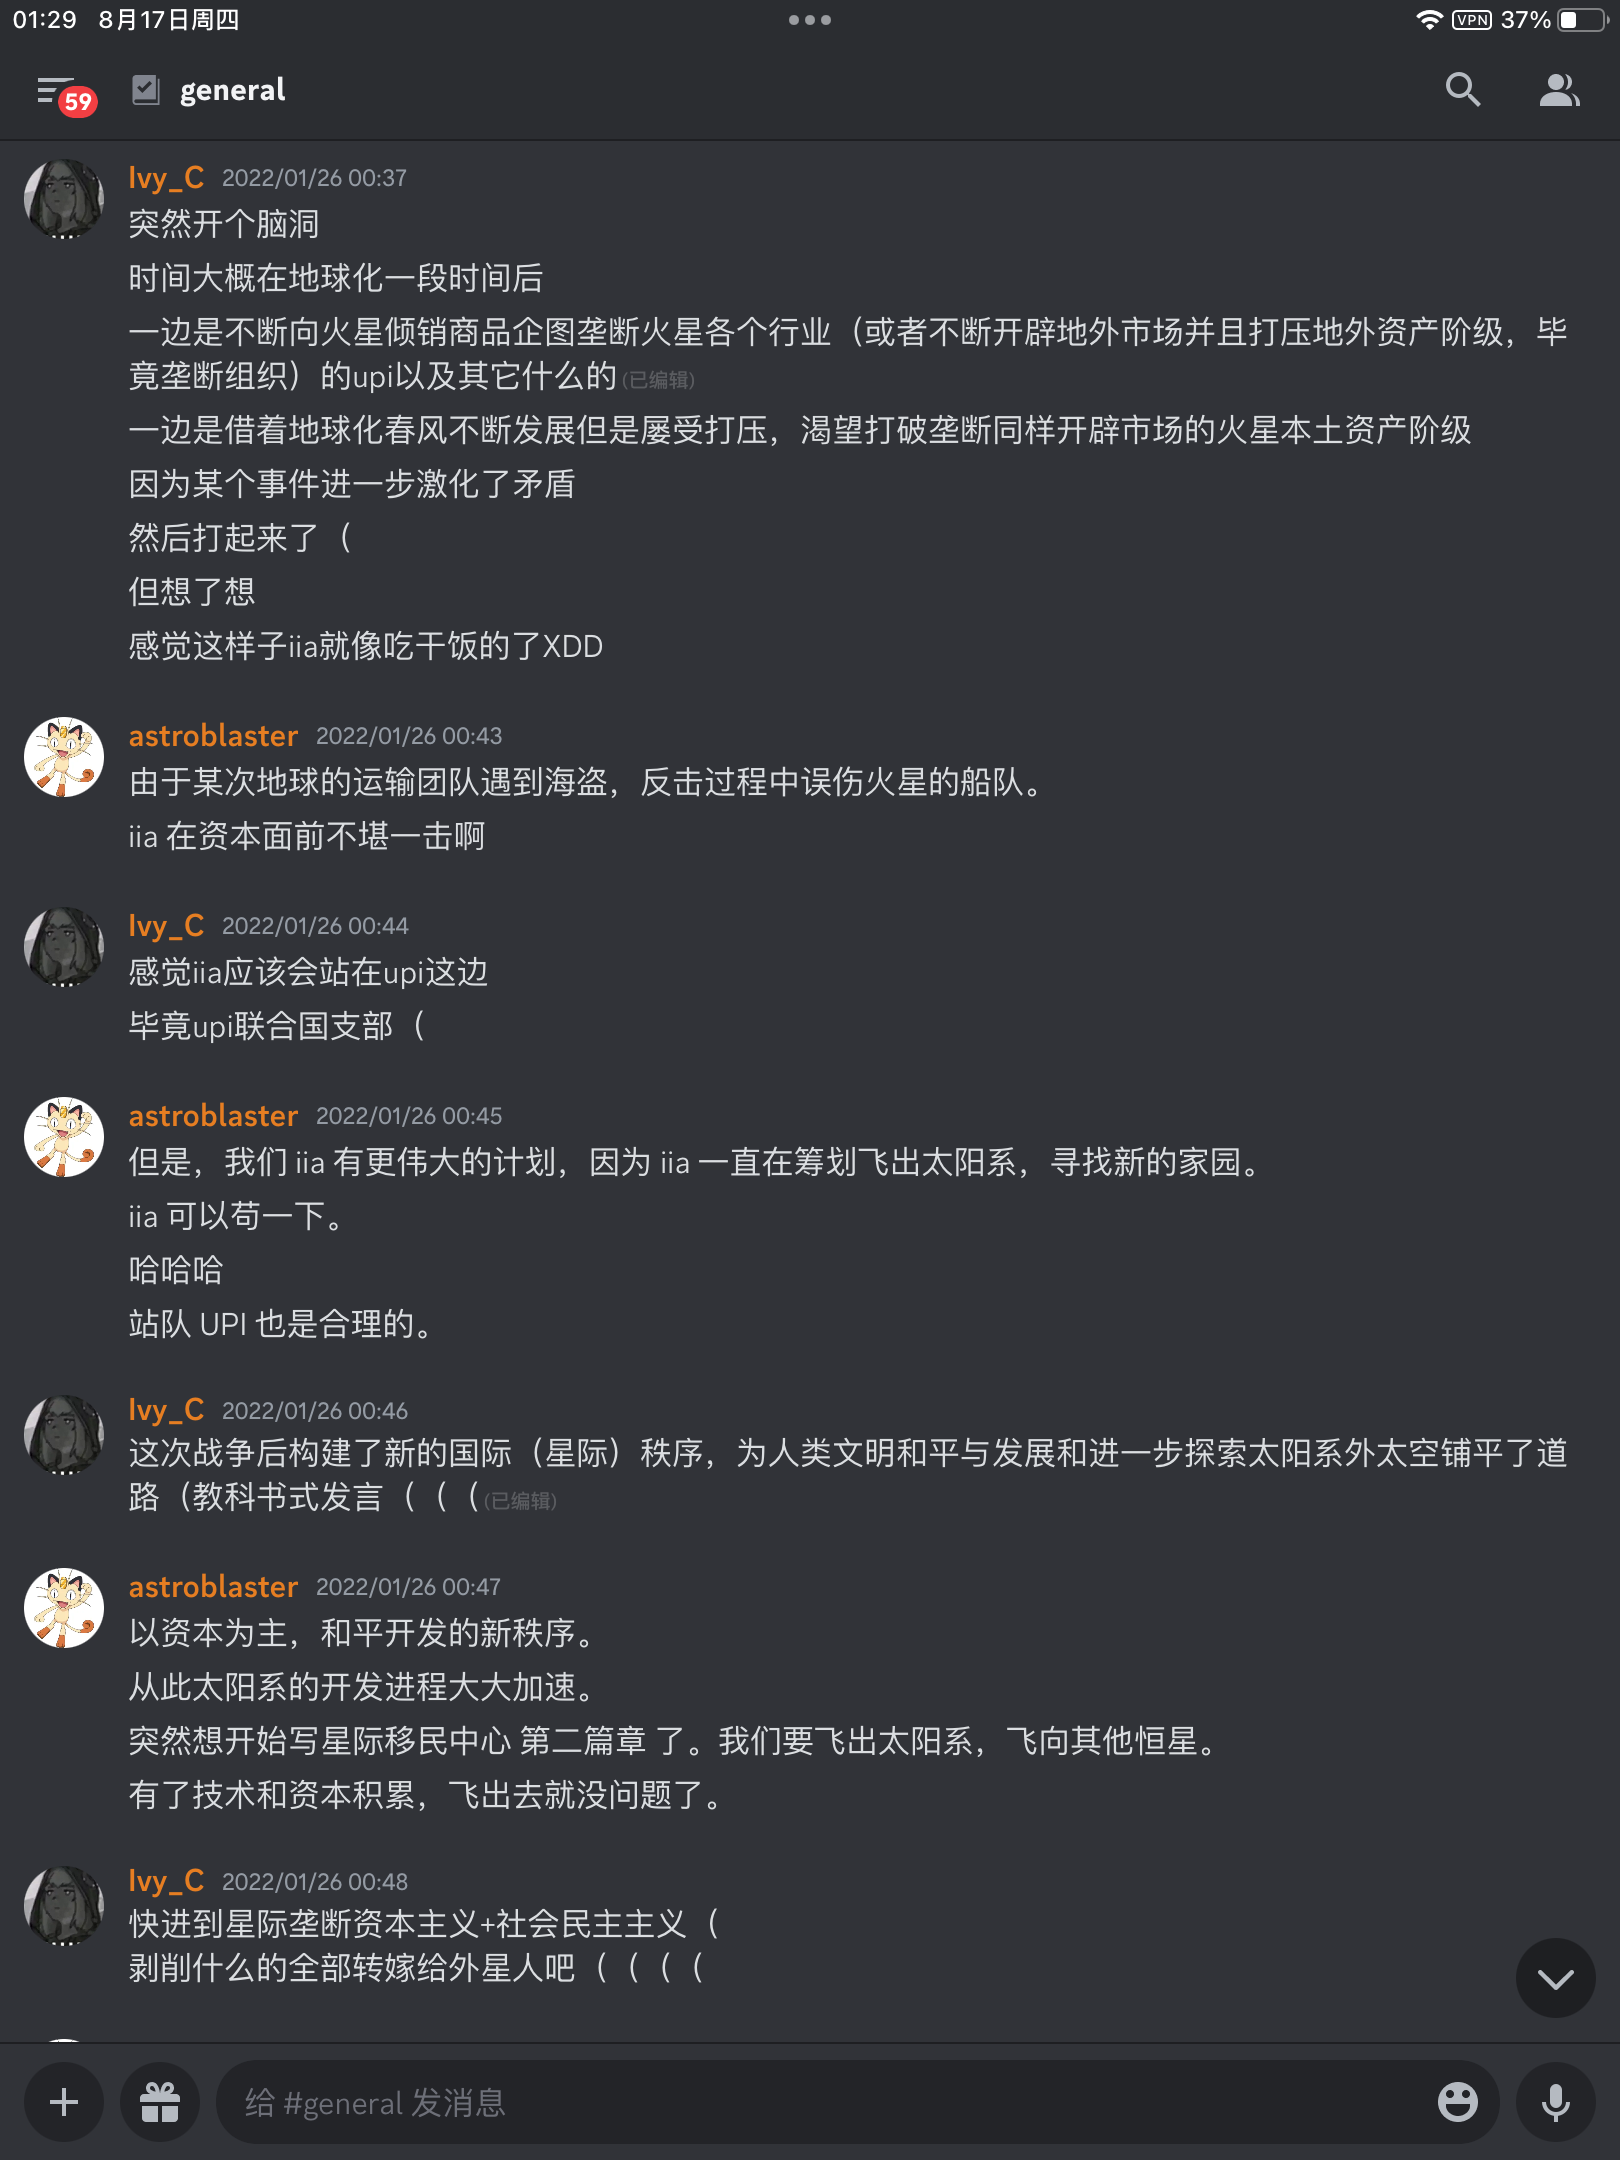 01:29 8月17日周四
VPN 37%
59
general
Ivy_C 2022/01/26 00:37
突然开个脑洞
时间大概在地球化一段时间后
一边是不断向火星倾销商品企图垄断火星各个行业（或者不断开辟地外市场并且打压地外资产阶级，毕
竟垄断组织）的upi以及其它什么的 (已编辑)
一边是借着地球化春风不断发展但是屡受打压，渴望打破垄断同样开辟市场的火星本土资产阶级
因为某个事件进一步激化了矛盾
然后打起来了（
但想了想
感觉这样子iia就像吃干饭的了XDD
astroblaster 2022/01/26 00:43
由于某次地球的运输团队遇到海盗，反击过程中误伤火星的船队。
iia 在资本面前不堪一击啊
Ivy_C 2022/01/26 00:44
感觉iia应该会站在upi这边
毕竟upi联合国支部（
astroblaster 2022/01/26 00:45
但是，我们 iia 有更伟大的计划，因为 iia 一直在筹划飞出太阳系，寻找新的家园。
iia 可以苟一下。
哈哈哈
站队 UPI 也是合理的。
Ivy_C 2022/01/26 00:46
这次战争后构建了新的国际（星际）秩序，为人类文明和平与发展和进一步探索太阳系外太空铺平了道
路（教科书式发言（（（ (已编辑)
astroblaster 2022/01/26 00:47
以资本为主，和平开发的新秩序。
从此太阳系的开发进程大大加速。
突然想开始写星际移民中心 第二篇章 了。我们要飞出太阳系，飞向其他恒星。
有了技术和资本积累，飞出去就没问题了。
Ivy_C 2022/01/26 00:48
快进到星际垄断资本主义+社会民主主义（
剥削什么的全部转嫁给外星人吧（（（（
给 #general 发消息